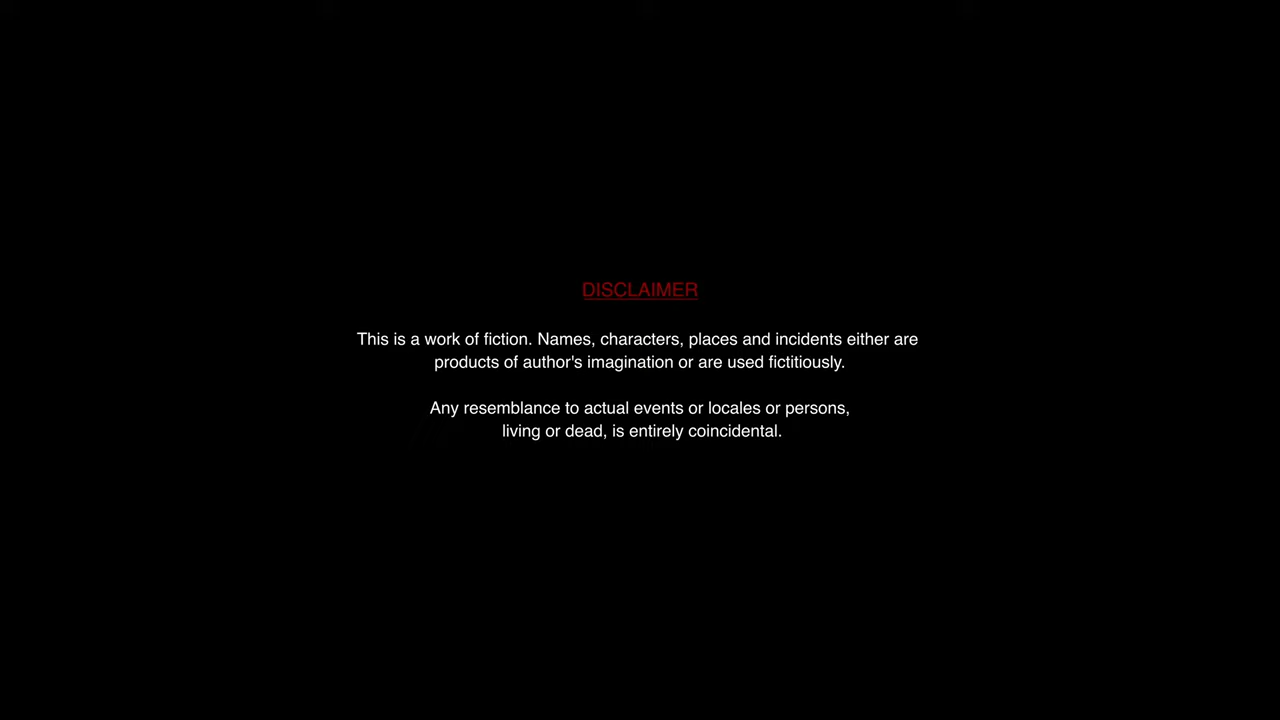 DISCLAIMER
This is a work of fiction. Names, characters, places and incidents either are
products of author's imagination or are used fictitiously.
Any resemblance to actual events or locales or persons,
living or dead, is entirely coincidental.